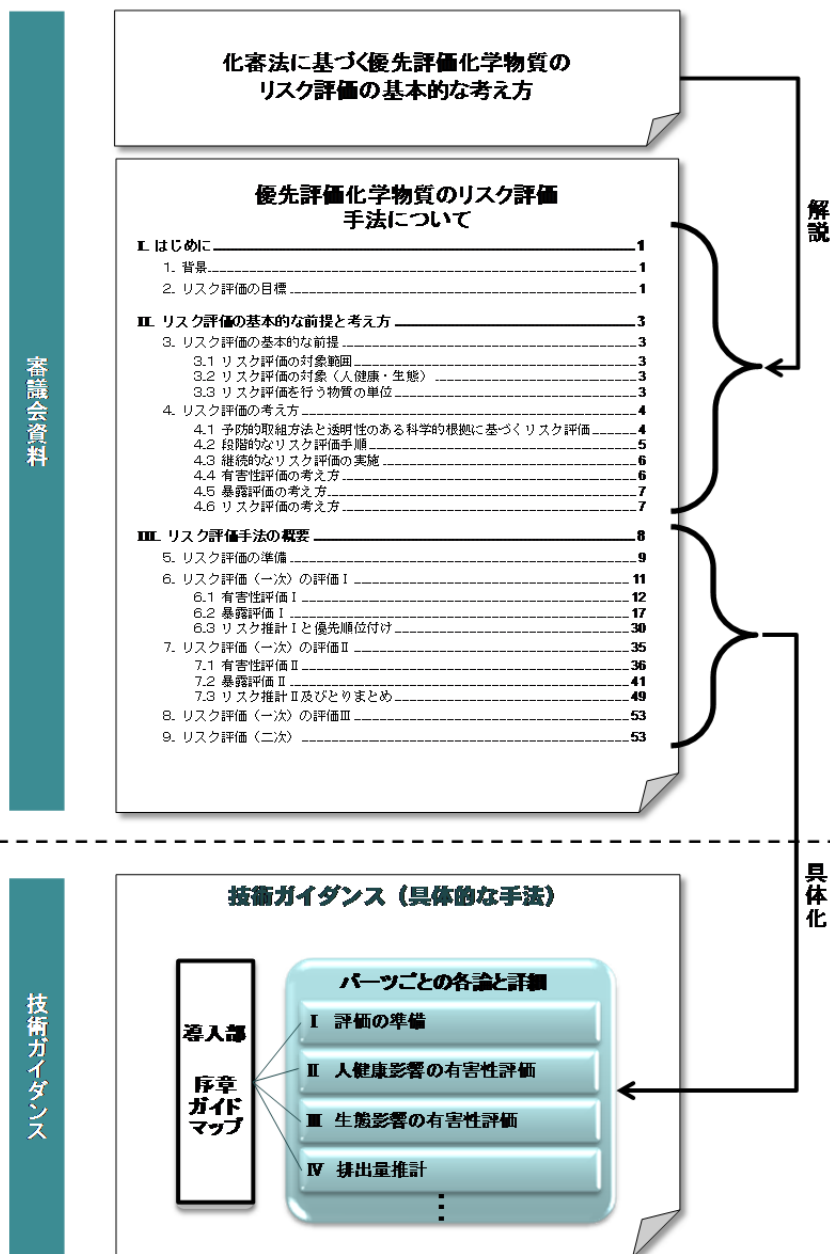 化審法に基づく優先評価化学物質の
リスク評価の基本的な考え方
解説
審議会資料
優先評価化学物質のリスク評価
手法について
I. はじめに 1
1. 背景 1
2. リスク評価の目標 1
II. リスク評価の基本的な前提と考え方 3
3. リスク評価の基本的な前提 3
3.1 リスク評価の対象範囲 3
3.2 リスク評価の対象（人健康・生態） 3
3.3 リスク評価を行う物質の単位 3
4. リスク評価の考え方 4
4.1 予防的取組方法と透明性のある科学的根拠に基づくリスク評価 4
4.2 段階的なリスク評価手順 5
4.3 継続的なリスク評価の実施 6
4.4 有害性評価の考え方 6
4.5 暴露評価の考え方 7
4.6 リスク評価の考え方 7
III. リスク評価手法の概要 8
5. リスク評価の準備 9
6. リスク評価（一次）の評価Ⅰ 11
6.1 有害性評価Ⅰ 12
6.2 暴露評価Ⅰ 17
6.3 リスク推計Ⅰと優先順位付け 30
7. リスク評価（一次）の評価Ⅱ 35
7.1 有害性評価Ⅱ 36
7.2 暴露評価Ⅱ 41
7.3 リスク推計Ⅱ及びとりまとめ 49
8. リスク評価（一次）の評価Ⅲ 53
9. リスク評価（二次） 53
具体化
技術ガイダンス
技術ガイダンス（具体的な手法）
導入部
序章
ガイド
マップ
パーツごとの各論と詳細
Ⅰ 評価の準備
Ⅱ 人健康影響の有害性評価
Ⅲ 生態影響の有害性評価
Ⅳ 排出量推計
⋮